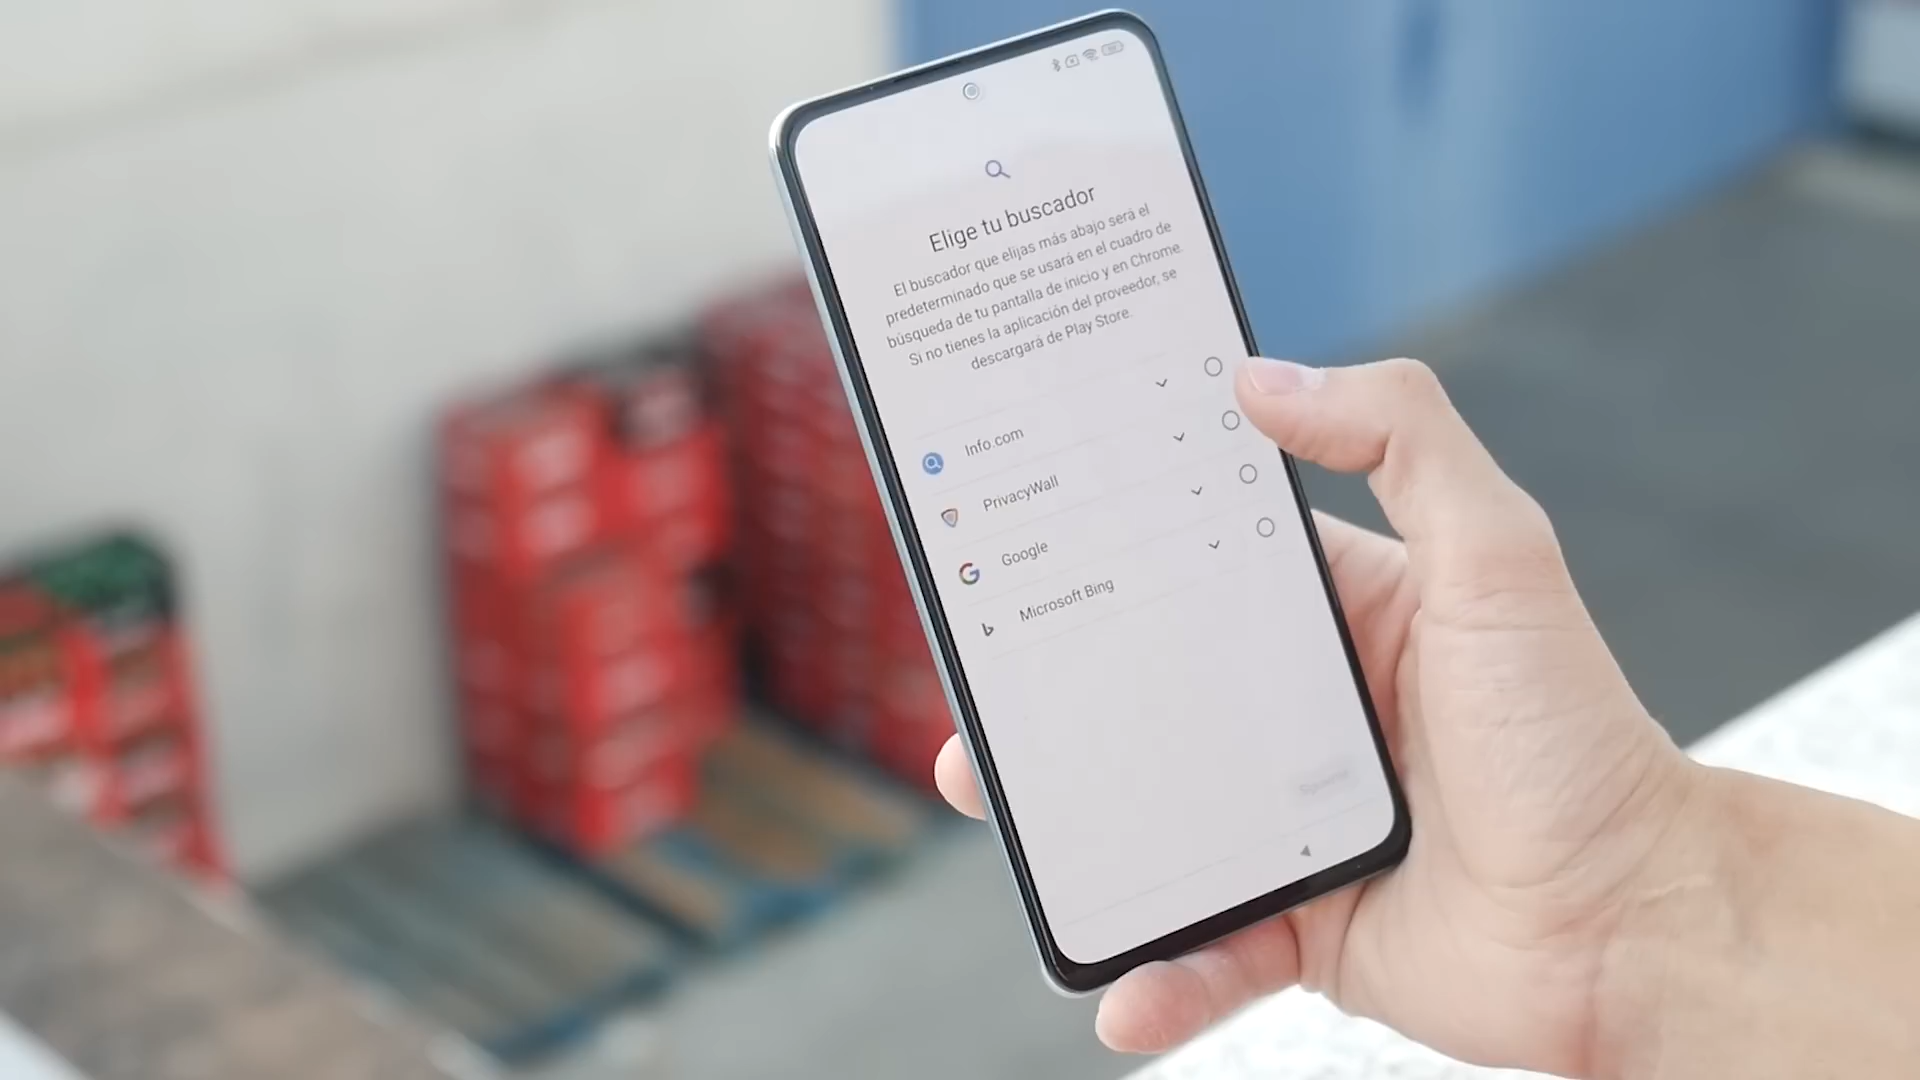 Elige tu buscador
El buscador que elijas más abajo será el
predeterminado que se usará en el cuadro de
búsqueda de tu pantalla de inicio y en Chrome.
Si no tienes la aplicación del proveedor, se
descargará de Play Store.
Info.com
PrivacyWall
Google
Microsoft Bing
Siguiente